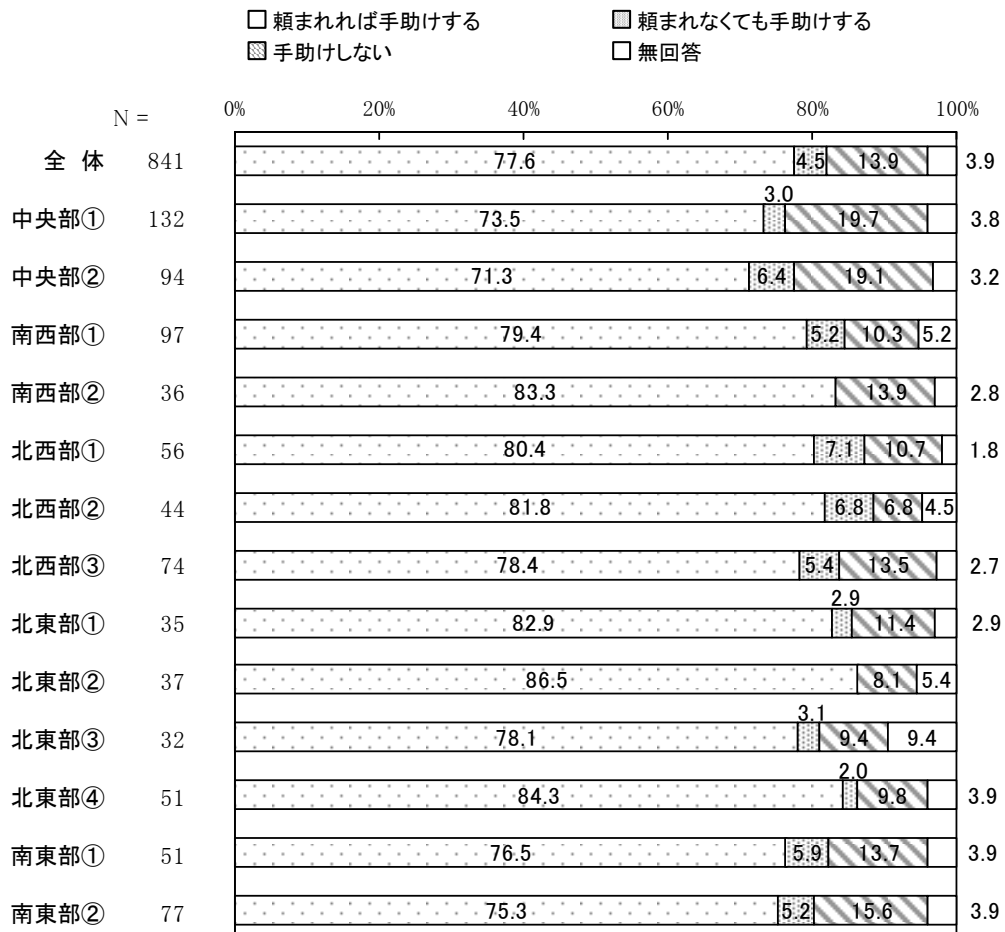 頼まれれば手助けする 頼まれなくても手助けする
手助けしない 無回答
N =
0% 20% 40% 60% 80% 100%
全 体 841 77.6 4.5 13.9 3.9
中央部① 132 73.5 3.0 19.7 3.8
中央部② 94 71.3 6.4 19.1 3.2
南西部① 97 79.4 5.2 10.3 5.2
南西部② 36 83.3 13.9 2.8
北西部① 56 80.4 7.1 10.7 1.8
北西部② 44 81.8 6.8 6.8 4.5
北西部③ 74 78.4 5.4 13.5 2.7
北東部① 35 82.9 2.9 11.4 2.9
北東部② 37 86.5 8.1 5.4
北東部③ 32 78.1 3.1 9.4 9.4
北東部④ 51 84.3 2.0 9.8 3.9
南東部① 51 76.5 5.9 13.7 3.9
南東部② 77 75.3 5.2 15.6 3.9